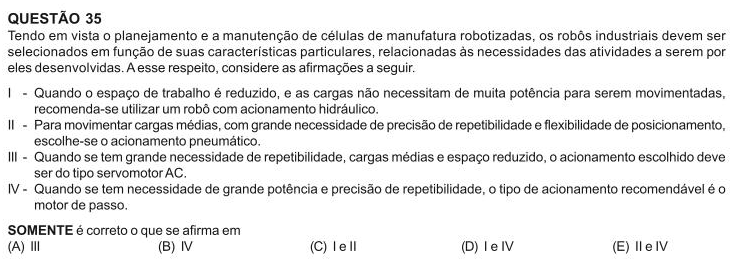 QUESTÃO 35
Tendo em vista o planejamento e a manutenção de células de manufatura robotizadas, os robôs industriais devem ser
selecionados em função de suas características particulares, relacionadas às necessidades das atividades a serem por
eles desenvolvidas. A esse respeito, considere as afirmações a seguir.
I - Quando o espaço de trabalho é reduzido, e as cargas não necessitam de muita potência para serem movimentadas,
recomenda-se utilizar um robô com acionamento hidráulico.
II - Para movimentar cargas médias, com grande necessidade de precisão de repetibilidade e flexibilidade de posicionamento,
escolhe-se o acionamento pneumático.
III - Quando se tem grande necessidade de repetibilidade, cargas médias e espaço reduzido, o acionamento escolhido deve
ser do tipo servomotor AC.
IV - Quando se tem necessidade de grande potência e precisão de repetibilidade, o tipo de acionamento recomendável é o
motor de passo.
SOMENTE é correto o que se afirma em
(A) III (B) IV (C) I e II (D) I e IV (E) II e IV